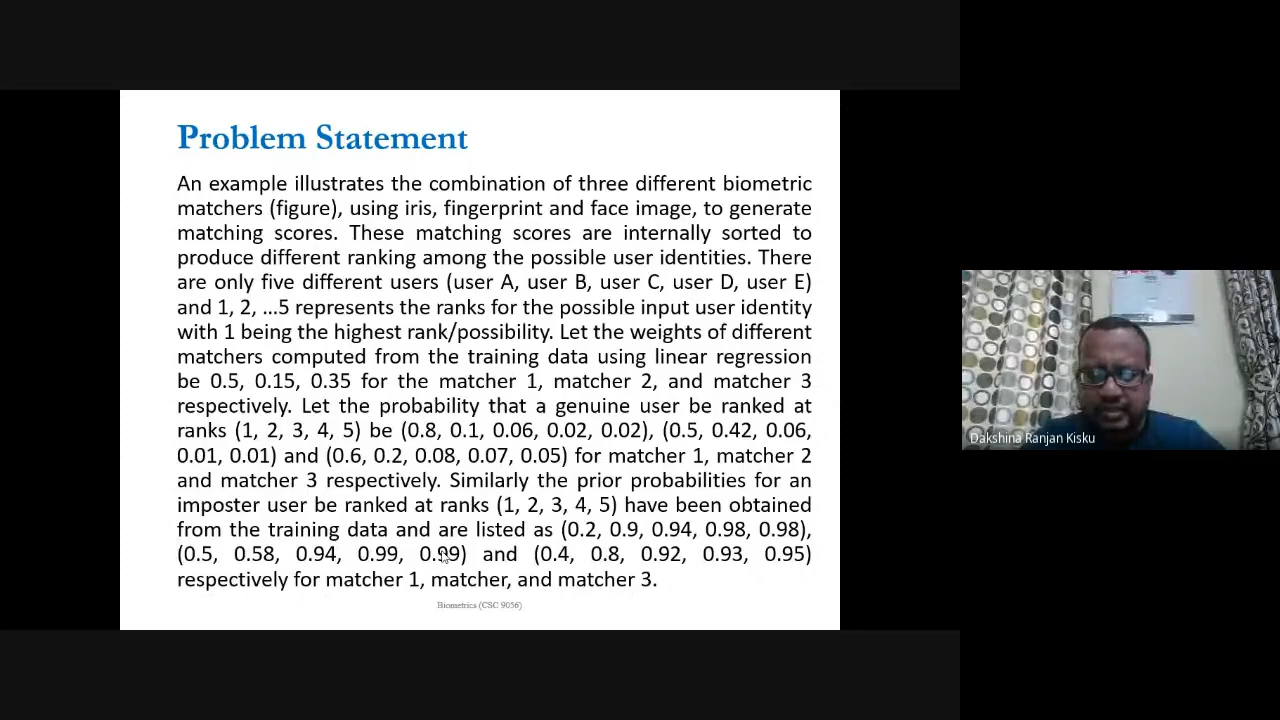 Problem Statement
An example illustrates the combination of three different biometric
matchers (figure), using iris, fingerprint and face image, to generate
matching scores. These matching scores are internally sorted to
produce different ranking among the possible user identities. There
are only five different users (user A, user B, user C, user D, user E)
and 1, 2, ...5 represents the ranks for the possible input user identity
with 1 being the highest rank/possibility. Let the weights of different
matchers computed from the training data using linear regression
be 0.5, 0.15, 0.35 for the matcher 1, matcher 2, and matcher 3
respectively. Let the probability that a genuine user be ranked at
ranks (1, 2, 3, 4, 5) be (0.8, 0.1, 0.06, 0.02, 0.02), (0.5, 0.42, 0.06,
0.01, 0.01) and (0.6, 0.2, 0.08, 0.07, 0.05) for matcher 1, matcher 2
and matcher 3 respectively. Similarly the prior probabilities for an
imposter user be ranked at ranks (1, 2, 3, 4, 5) have been obtained
from the training data and are listed as (0.2, 0.9, 0.94, 0.98, 0.98),
(0.5, 0.58, 0.94, 0.99, 0.99) and (0.4, 0.8, 0.92, 0.93, 0.95)
respectively for matcher 1, matcher, and matcher 3.
Biometrics (CSC 9056)
Dakshina Ranjan Kisku